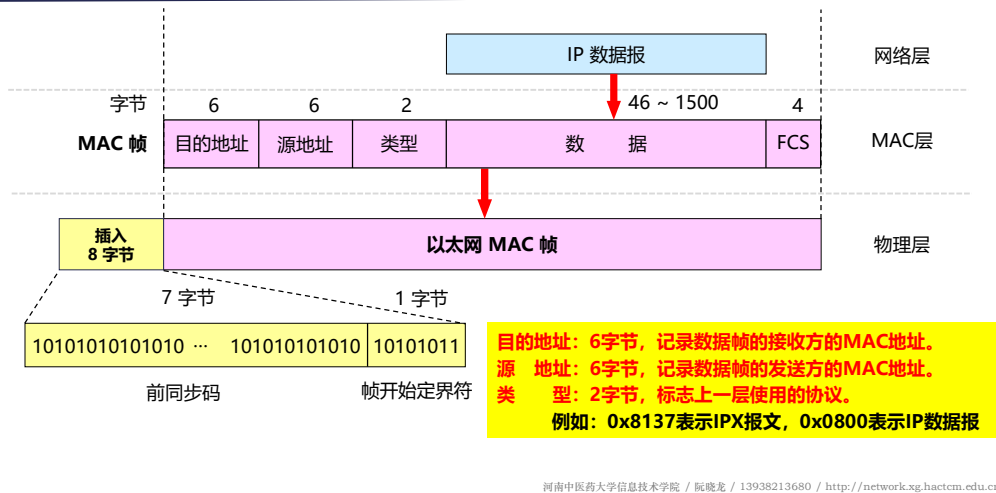 IP 数据报
网络层
字节 6 6 2 46 ~ 1500 4
MAC 帧 目的地址 源地址 类型 数 据 FCS MAC层
插入
8 字节
以太网 MAC 帧
物理层
7 字节 1 字节
10101010101010 ··· 101010101010 10101011
前同步码 帧开始定界符
目的地址：6字节，记录数据帧的接收方的MAC地址。
源 地址：6字节，记录数据帧的发送方的MAC地址。
类 型：2字节，标志上一层使用的协议。
例如：0x8137表示IPX报文，0x0800表示IP数据报
河南中医药大学信息技术学院 / 阮晓龙 / 13938213680 / http://network.xg.hactcm.edu.cn